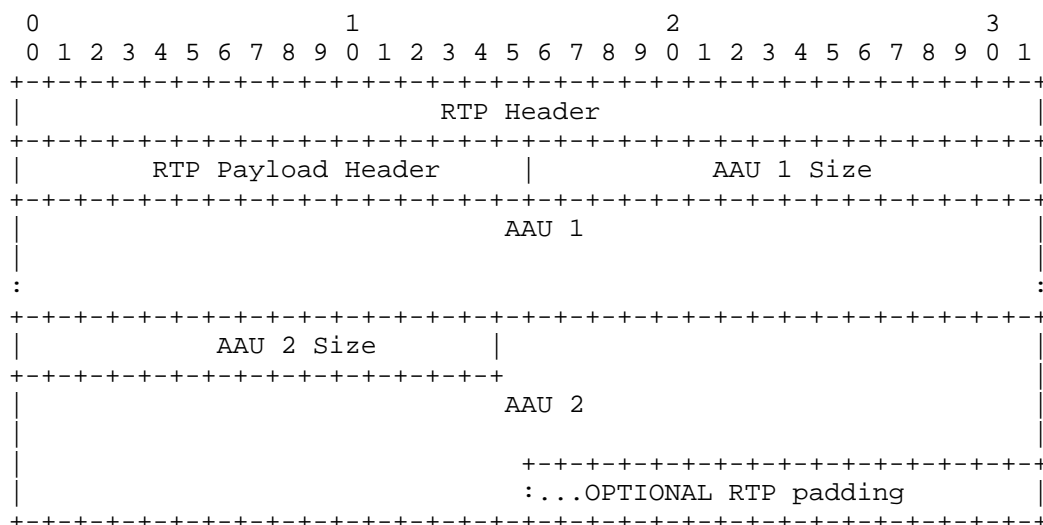 0                   1                   2                   3
0 1 2 3 4 5 6 7 8 9 0 1 2 3 4 5 6 7 8 9 0 1 2 3 4 5 6 7 8 9 0 1
+-+-+-+-+-+-+-+-+-+-+-+-+-+-+-+-+-+-+-+-+-+-+-+-+-+-+-+-+-+-+-+-+
| RTP Header |
+-+-+-+-+-+-+-+-+-+-+-+-+-+-+-+-+-+-+-+-+-+-+-+-+-+-+-+-+-+-+-+-+
| RTP Payload Header | AAU 1 Size |
+-+-+-+-+-+-+-+-+-+-+-+-+-+-+-+-+-+-+-+-+-+-+-+-+-+-+-+-+-+-+-+-+
| AAU 1 |
| |
: :
+-+-+-+-+-+-+-+-+-+-+-+-+-+-+-+-+-+-+-+-+-+-+-+-+-+-+-+-+-+-+-+-+
| AAU 2 Size | |
+-+-+-+-+-+-+-+-+-+-+-+-+-+-+-+ |
| AAU 2 |
| |
| +-+-+-+-+-+-+-+-+-+-+-+-+-+-+-+-+
| :...OPTIONAL RTP padding |
+-+-+-+-+-+-+-+-+-+-+-+-+-+-+-+-+-+-+-+-+-+-+-+-+-+-+-+-+-+-+-+-+